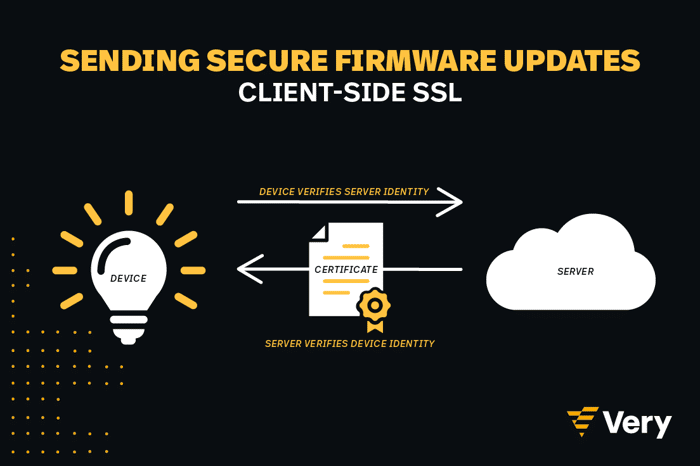 SENDING SECURE FIRMWARE UPDATES
CLIENT-SIDE SSL
DEVICE VERIFIES SERVER IDENTITY
DEVICE
CERTIFICATE
SERVER
SERVER VERIFIES DEVICE IDENTITY
Very